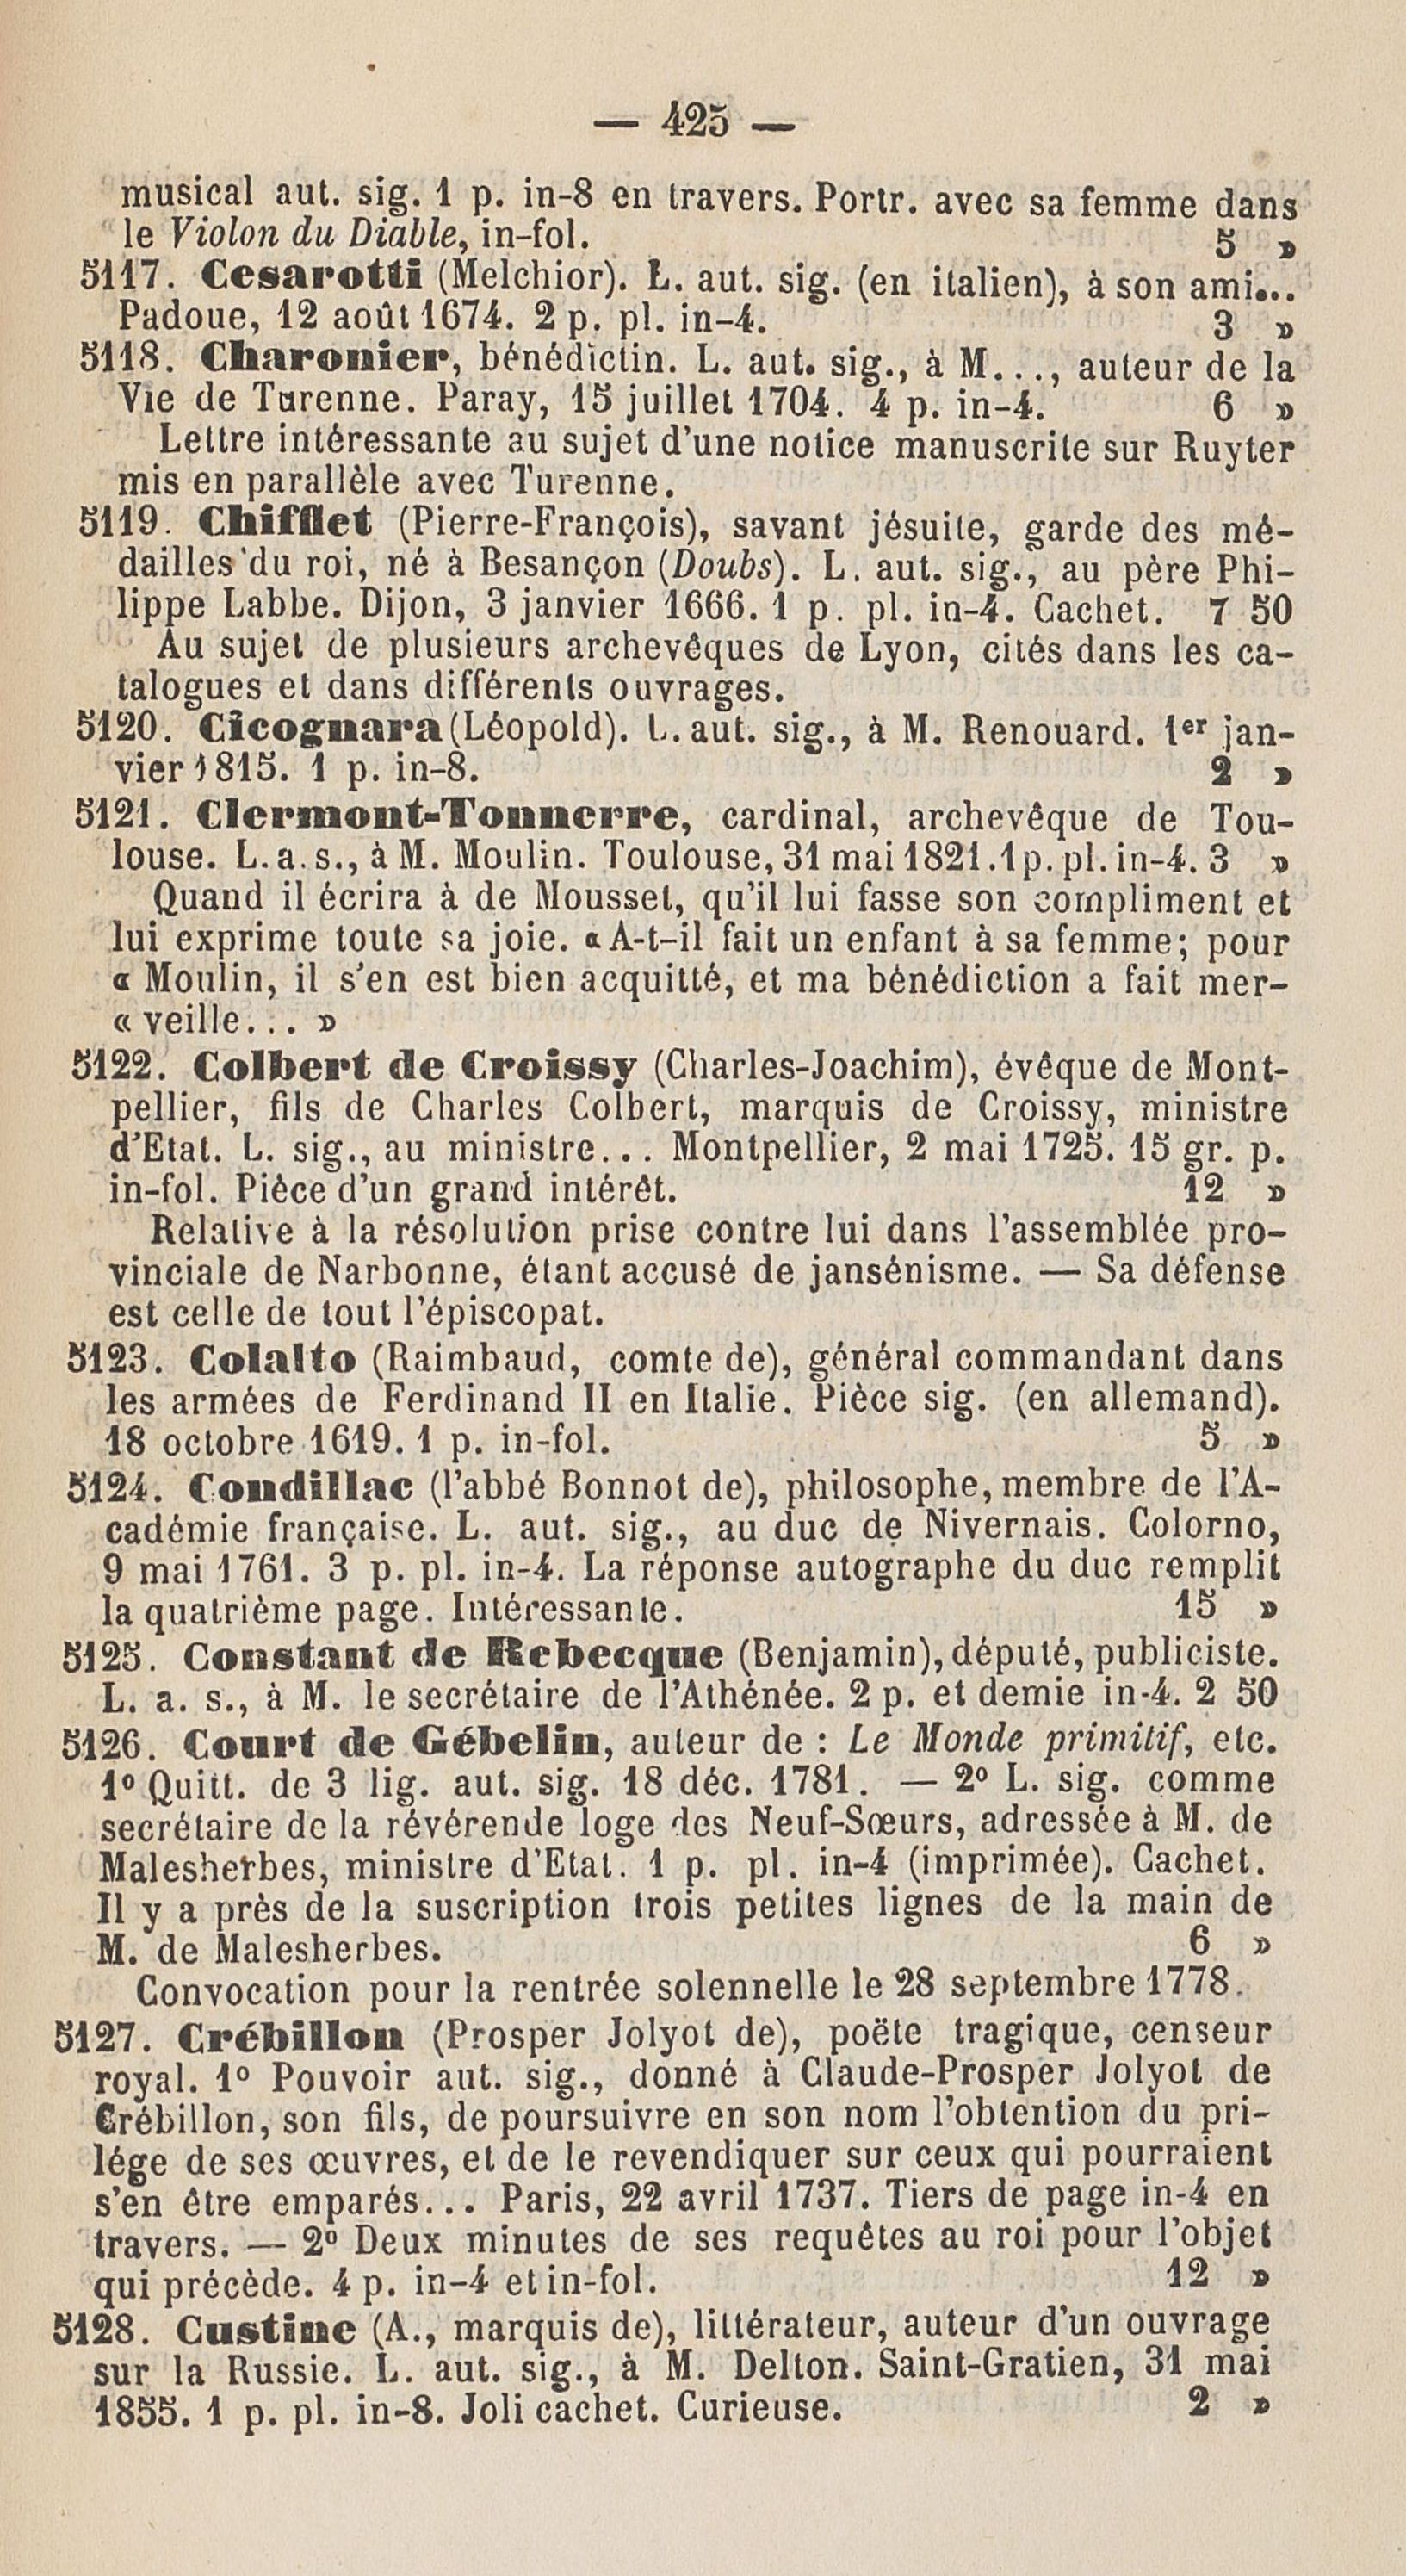 — 425 —
musical aut. sig. 1 p. in-8 en travers. Portr. avec sa femme dans
le Violon du Diable, in-fol. 5 »
5117. Cesarotti (Melchior). L. aut. sig. (en italien), à son ami...
Padoue, 12 août 1674. 2 p. pl. in-4. 3 »
5118. Charonier, bénédictin. L. aut. sig., à M..., auteur de la
Vie de Turenne. Paray, 15 juillet 1704. 4 p. in-4. 6 »
Lettre intéressante au sujet d'une notice manuscrite sur Ruyter
mis en parallèle avec Turenne.
5119. Chifflet (Pierre-François), savant jésuite, garde des mé-
dailles du roi, né à Besançon (Doubs). L. aut. sig., au père Phi-
lippe Labbe. Dijon, 3 janvier 1666. 1 p. pl. in-4. Cachet. 7 50
Au sujet de plusieurs archevêques de Lyon, cités dans les ca-
talogues et dans différents ouvrages.
5120. Cicognara (Léopold). L. aut. sig., à M. Renouard. 1er jan-
vier 1815. 1 p. in-8. 2 »
5121. Clermont-Tonnerre, cardinal, archevêque de Tou-
louse. L. a. s., à M. Moulin. Toulouse, 31 mai 1821. 1 p. pl. in-4. 3 »
Quand il écrira à de Mousset, qu'il lui fasse son compliment et
lui exprime toute sa joie. « A-t-il fait un enfant à sa femme; pour
« Moulin, il s'en est bien acquitté, et ma bénédiction a fait mer-
« veille... »
5122. Colbert de Croissy (Charles-Joachim), évêque de Mont-
pellier, fils de Charles Colbert, marquis de Croissy, ministre
d'Etat. L. sig., au ministre... Montpellier, 2 mai 1725. 15 gr. p.
in-fol. Pièce d'un grand intérêt. 12 »
Relative à la résolution prise contre lui dans l'assemblée pro-
vinciale de Narbonne, étant accusé de jansénisme. — Sa défense
est celle de tout l'épiscopat.
5123. Colalto (Raimbaud, comte de), général commandant dans
les armées de Ferdinand II en Italie. Pièce sig. (en allemand).
18 octobre 1619. 1 p. in-fol. 5 »
5124. Condillac (l'abbé Bonnot de), philosophe, membre de l'A-
cadémie française. L. aut. sig., au duc de Nivernais. Colorno,
9 mai 1761. 3 p. pl. in-4. La réponse autographe du duc remplit
la quatrième page. Intéressante. 15 »
5125. Constant de Rebecque (Benjamin), député, publiciste.
L. a. s., à M. le secrétaire de l'Athénée. 2 p. et demie in-4. 2 50
5126. Court de Gébelin, auteur de : Le Monde primitif, etc.
1º Quitt. de 3 lig. aut. sig. 18 déc. 1781. — 2º L. sig. comme
secrétaire de la révérende loge des Neuf-Sœurs, adressée à M. de
Malesherbes, ministre d'Etat. 1 p. pl. in-4 (imprimée). Cachet.
Il y a près de la suscription trois petites lignes de la main de
M. de Malesherbes. 6 »
Convocation pour la rentrée solennelle le 28 septembre 1778.
5127. Crébillon (Prosper Jolyot de), poëte tragique, censeur
royal. 1º Pouvoir aut. sig., donné à Claude-Prosper Jolyot de
Crébillon, son fils, de poursuivre en son nom l'obtention du pri-
lége de ses œuvres, et de le revendiquer sur ceux qui pourraient
s'en être emparés... Paris, 22 avril 1737. Tiers de page in-4 en
travers. — 2º Deux minutes de ses requêtes au roi pour l'objet
qui précède. 4 p. in-4 et in-fol. 12 »
5128. Custine (A., marquis de), littérateur, auteur d'un ouvrage
sur la Russie. L. aut. sig., à M. Delton. Saint-Gratien, 31 mai
1855. 1 p. pl. in-8. Joli cachet. Curieuse. 2 »